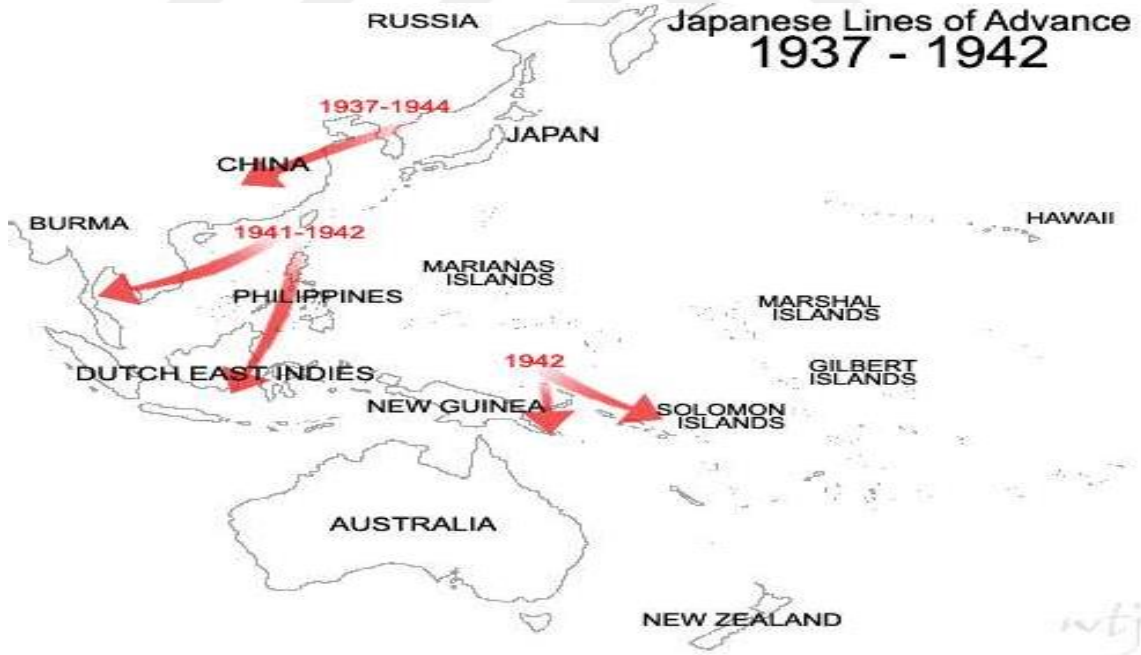 RUSSIA
Japanese Lines of Advance
1937 - 1942
1937-1944
JAPAN
CHINA
BURMA
1941-1942
HAWAII
MARIANAS
ISLANDS
PHILIPPINES
MARSHAL
ISLANDS
1942
GILBERT
ISLANDS
DUTCH EAST INDIES
NEW GUINEA
SOLOMON
ISLANDS
AUSTRALIA
NEW ZEALAND
wtj